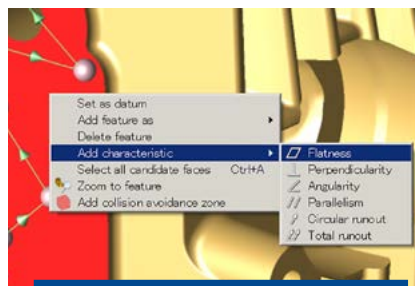 Set as datum
Add feature as
Delete feature
Add characteristic
Select all candidate faces Ctrl+A
Zoom to feature
Add collision avoidance zone
Flatness
Perpendicularity
Angularity
Parallelism
Circular runout
Total runout